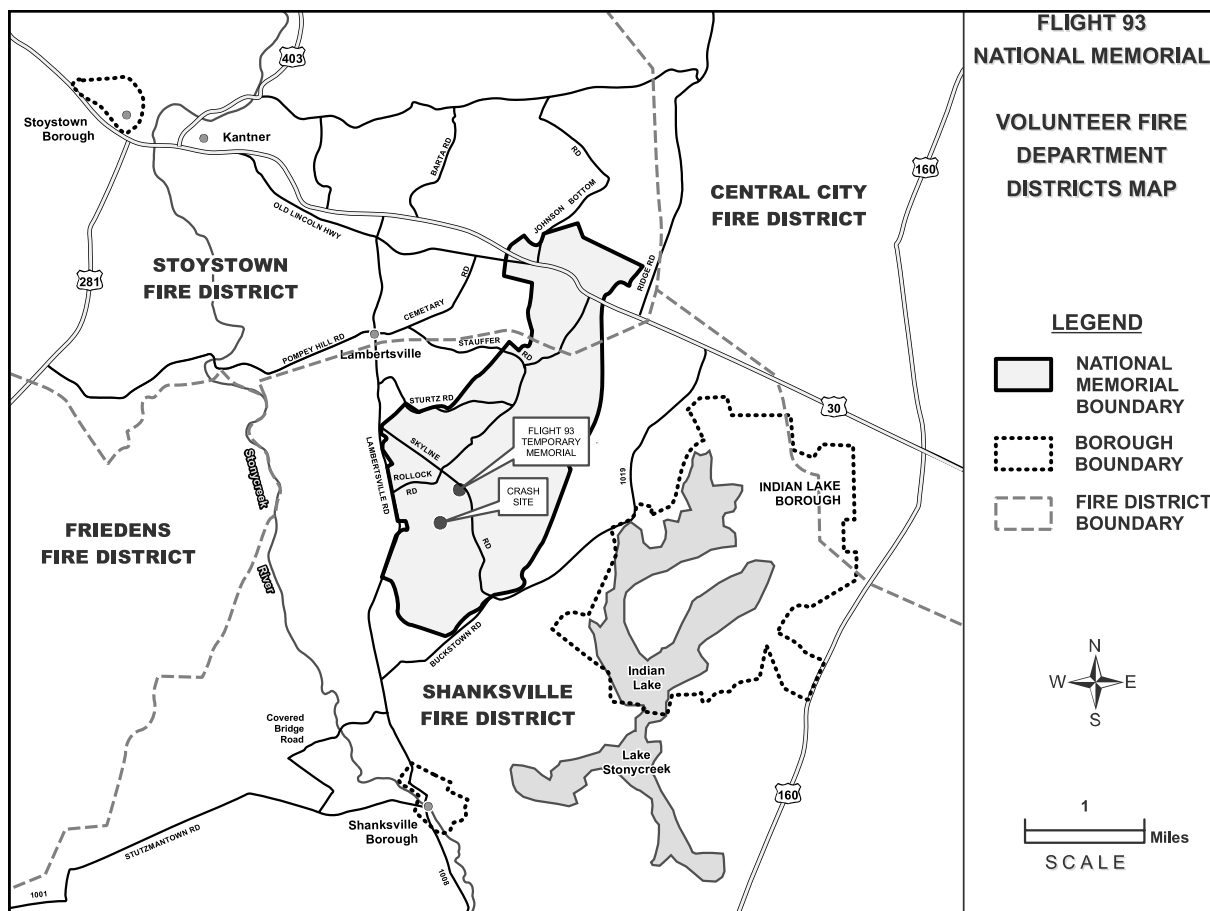 FLIGHT 93
NATIONAL MEMORIAL
VOLUNTEER FIRE
DEPARTMENT
DISTRICTS MAP
403
Stoystown
Borough
Kantner
BARTA RD
RD
JOHNSON BOTTOM
160
CENTRAL CITY
FIRE DISTRICT
OLD LINCOLN HWY
STOYSTOWN
FIRE DISTRICT
281
RD
CEMETARY
RIDGE RD
POMPEY HILL RD
Lambertsville
STAUFFER
RD
30
STURTZ RD
FLIGHT 93
TEMPORARY
MEMORIAL
SKYLINE
LAMBERTSVILLE RD
ROLLOCK
RD
CRASH
SITE
RD
1019
INDIAN LAKE
BOROUGH
Stonycreek
River
FRIEDENS
FIRE DISTRICT
BUCKSTOWN RD
Indian
Lake
SHANKSVILLE
FIRE DISTRICT
Covered
Bridge
Road
Lake
Stonycreek
160
Shanksville
Borough
STUTZMANTOWN RD
1001
1008
LEGEND
NATIONAL
MEMORIAL
BOUNDARY
BOROUGH
BOUNDARY
FIRE DISTRICT
BOUNDARY
N
W
E
S
1
Miles
SCALE